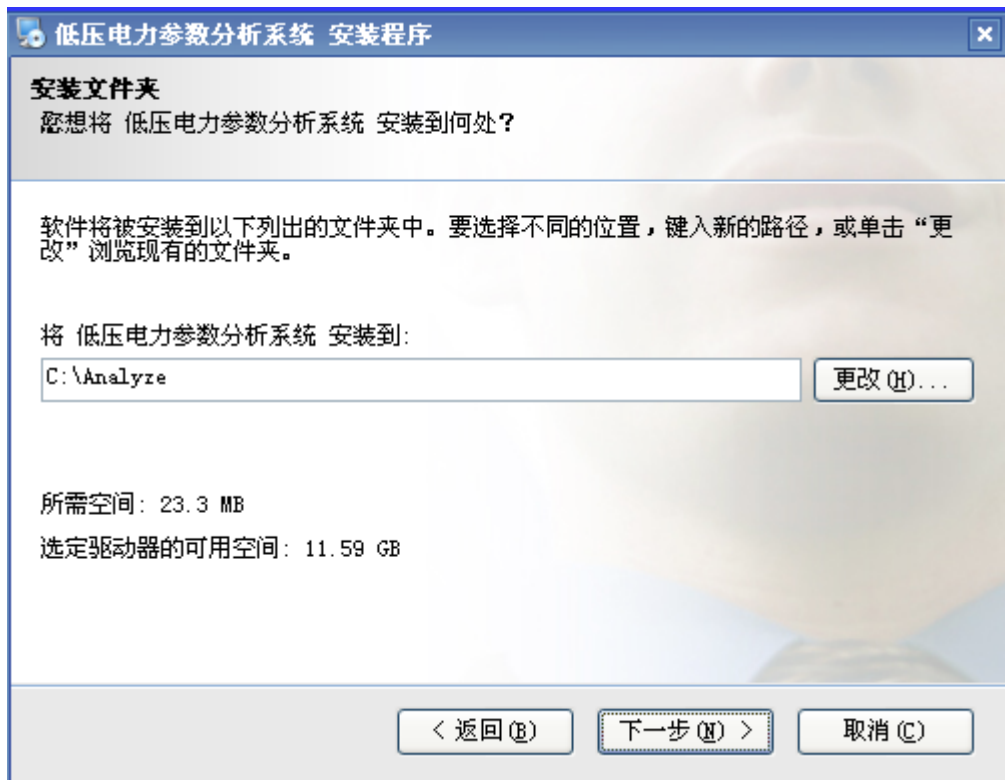 低压电力参数分析系统 安装程序
安装文件夹
您想将 低压电力参数分析系统 安装到何处?
软件将被安装到以下列出的文件夹中。要选择不同的位置，键入新的路径，或单击“更
改”浏览现有的文件夹。
将 低压电力参数分析系统 安装到:
C:\Analyze
更改(H)...
所需空间: 23.3 MB
选定驱动器的可用空间: 11.59 GB
< 返回(B)
下一步(N) >
取消(C)